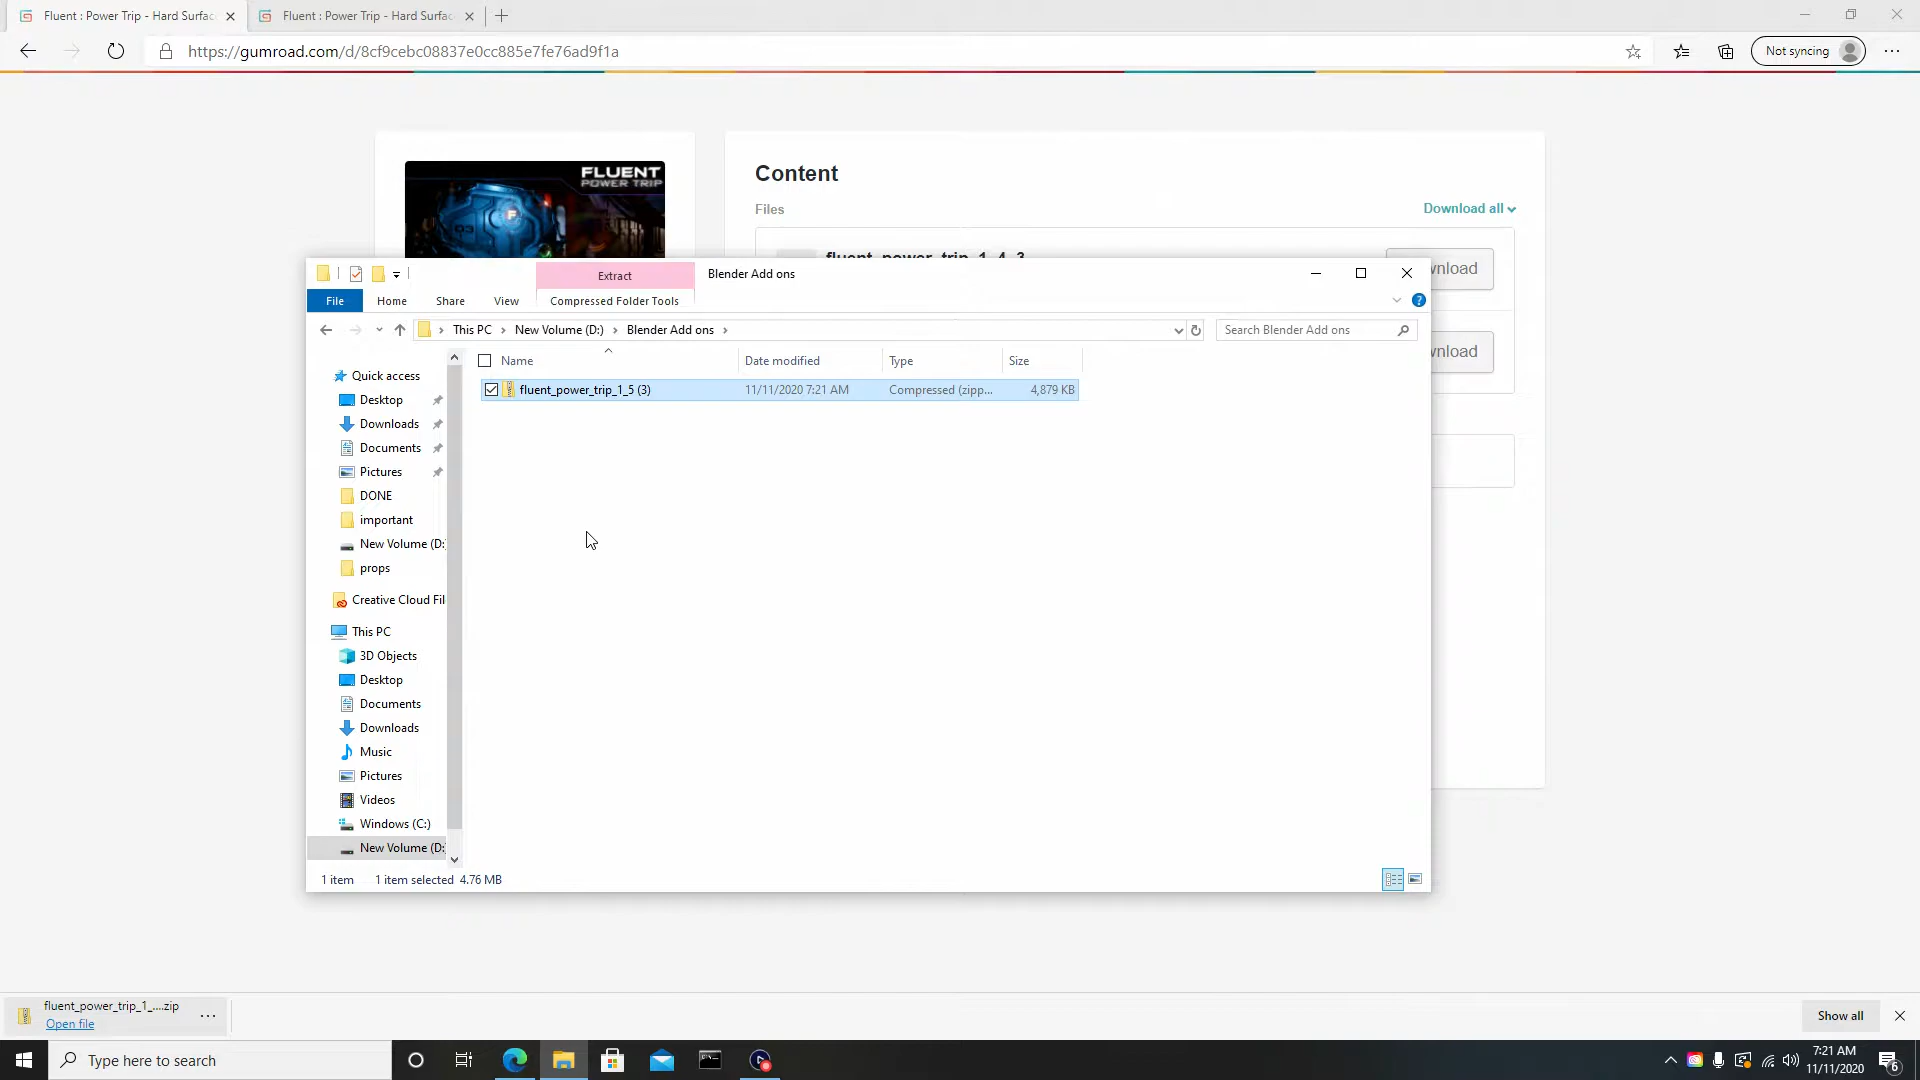 Fluent : Power Trip - Hard Surfac
Fluent : Power Trip - Hard Surfac
https://gumroad.com/d/8cf9cebc08837e0cc885e7fe76ad9f1a
Not syncing
FLUENT
POWER TRIP
03
F
Content
Files
Download all
fluent_power_trip_1_4_3
wnload
wnload
Extract
Blender Add ons
File
Home
Share
View
Compressed Folder Tools
This PC
New Volume (D:)
Blender Add ons
Search Blender Add ons
Name
Date modified
Type
Size
fluent_power_trip_1_5 (3)
11/11/2020 7:21 AM
Compressed (zipp...
4,879 KB
Quick access
Desktop
Downloads
Documents
Pictures
DONE
important
New Volume (D:
props
Creative Cloud Fil
This PC
3D Objects
Desktop
Documents
Downloads
Music
Pictures
Videos
Windows (C:)
New Volume (D:
1 item
1 item selected 4.76 MB
fluent_power_trip_1_....zip
Open file
Show all
Type here to search
7:21 AM
11/11/2020
6